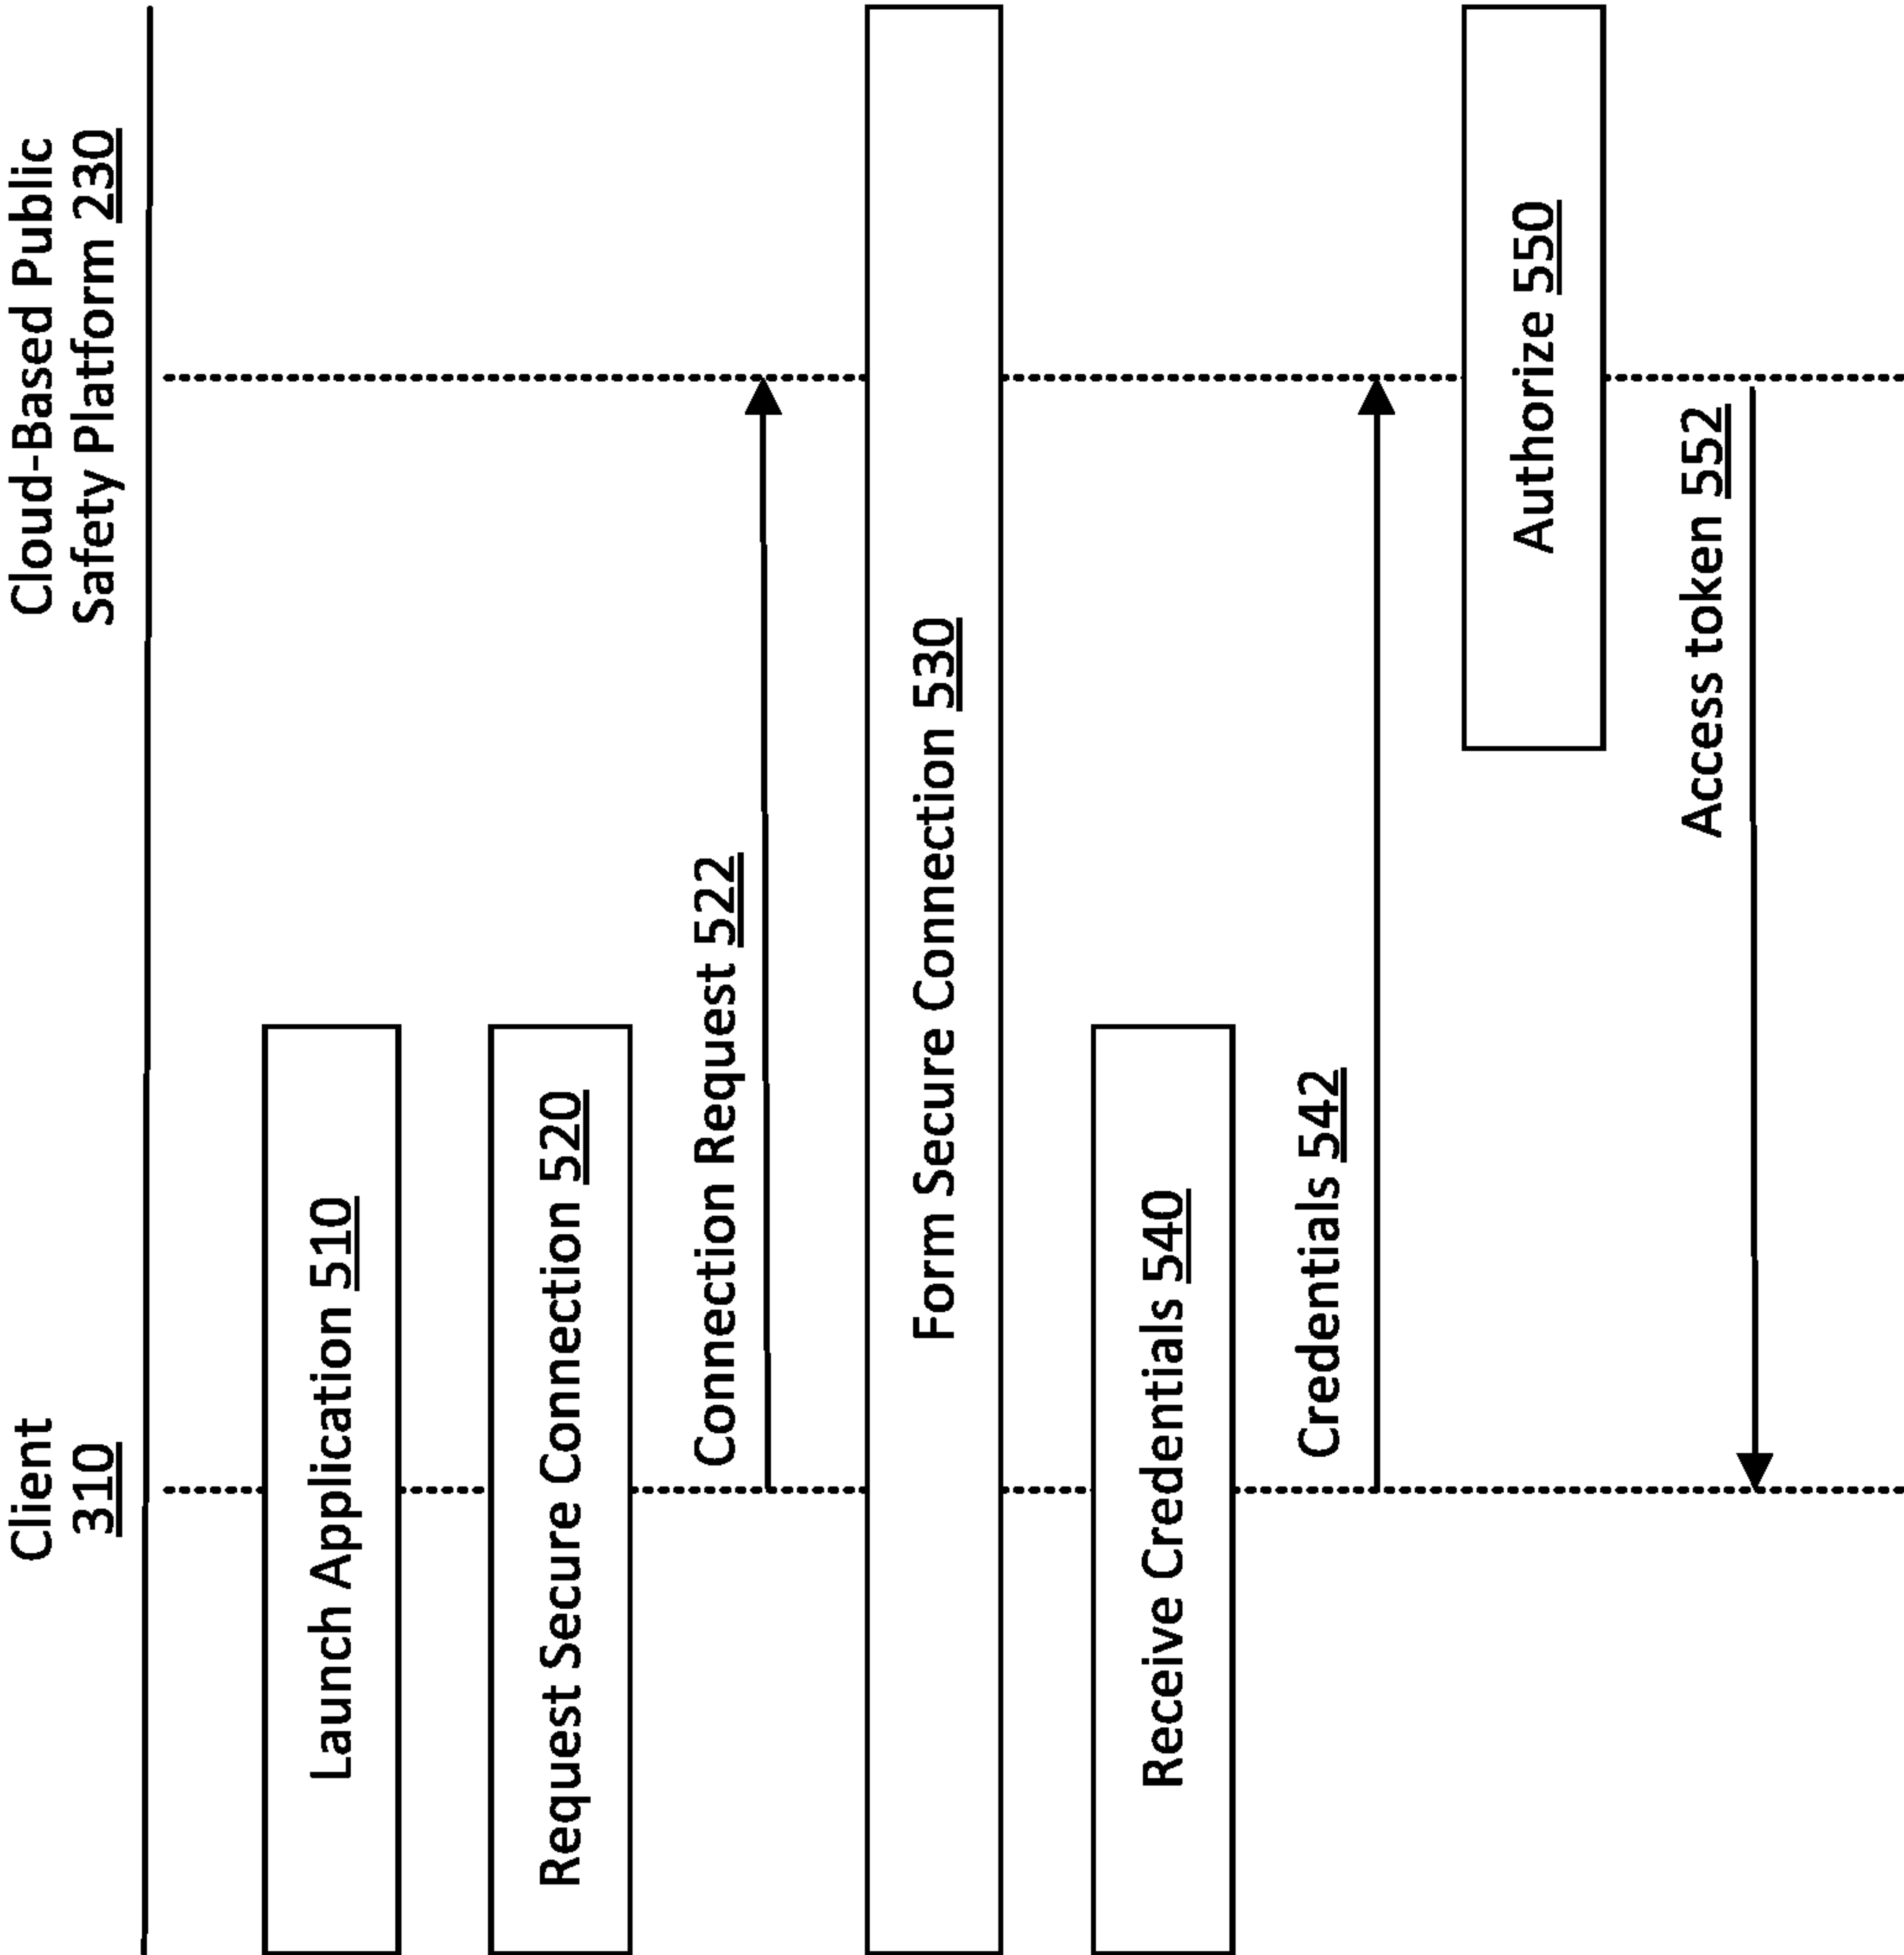 Client
310
Cloud-Based Public
Safety Platform 230
Launch Application 510
Request Secure Connection 520
Connection Request 522
Form Secure Connection 530
Receive Credentials 540
Credentials 542
Authorize 550
Access token 552